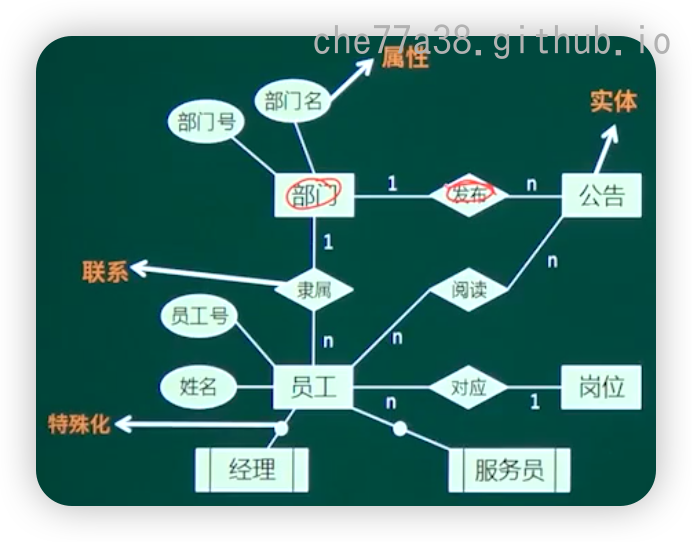 che77a38.github.io
属性
部门名
实体
部门号
部门
1
发布
n
公告
1
联系
隶属
阅读
n
员工号
n
n
姓名
员工
n
对应
1
岗位
特殊化
经理
服务员